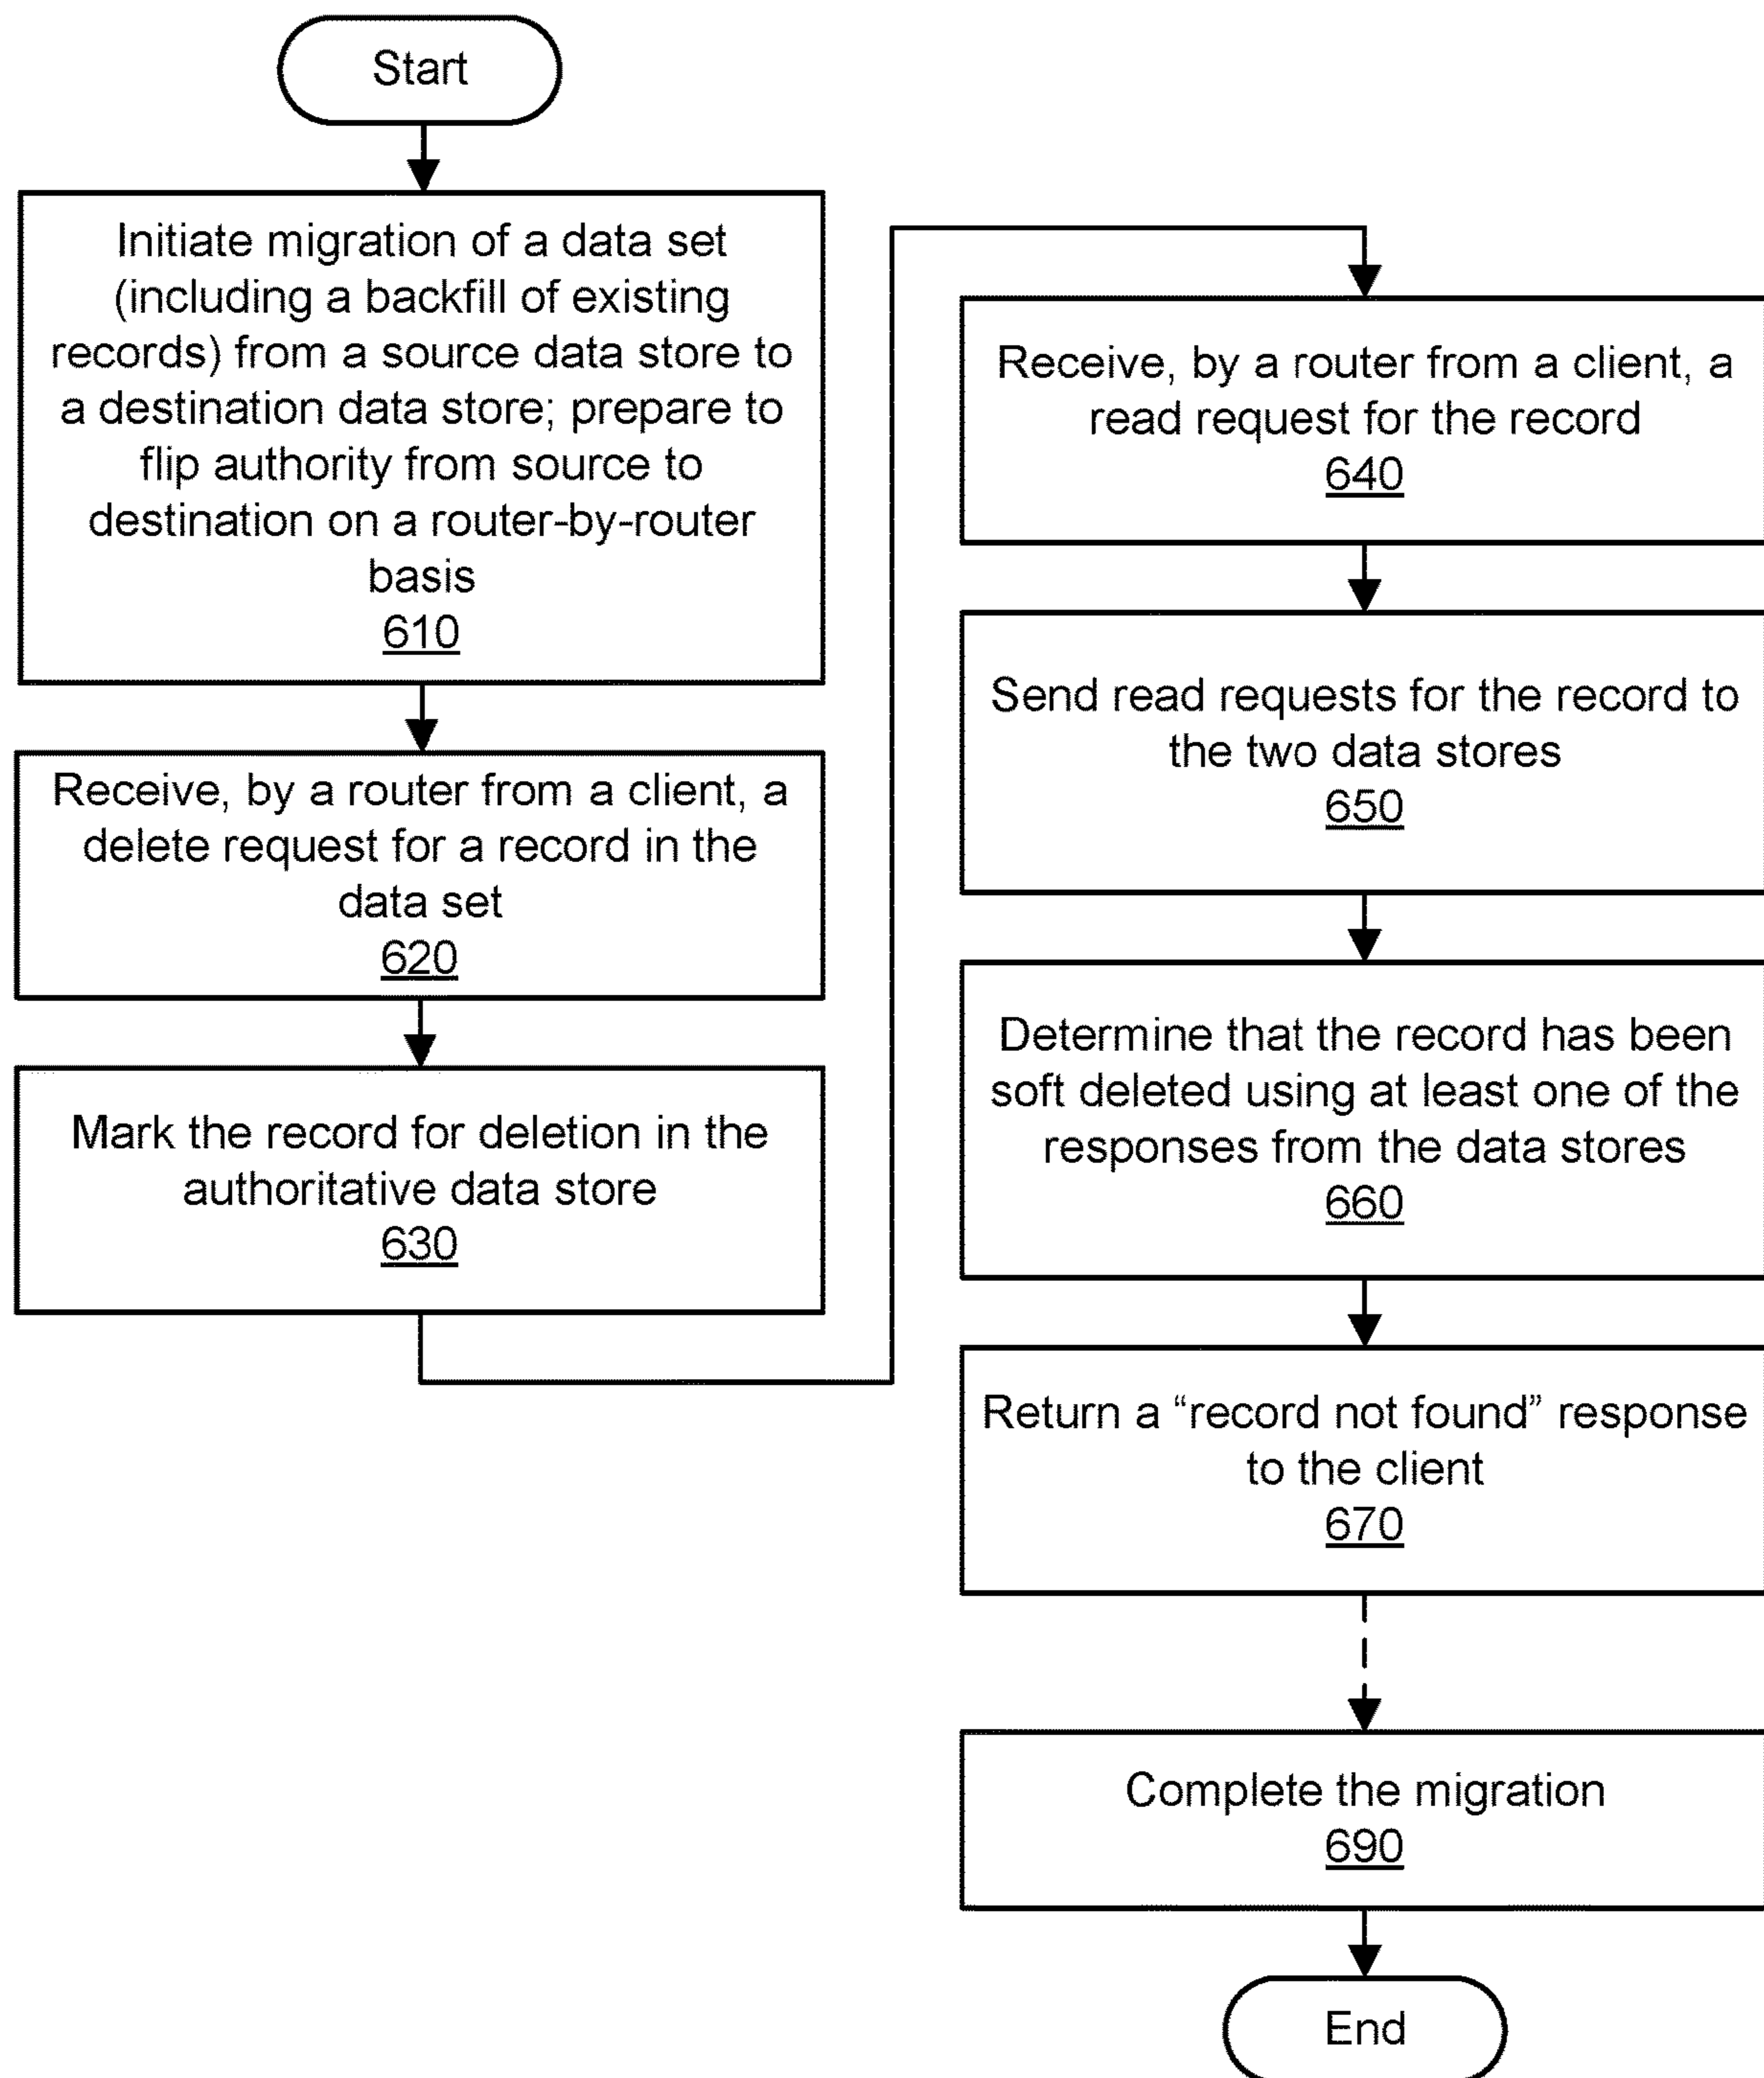 Start
Initiate migration of a data set
(including a backfill of existing
records) from a source data store to
a destination data store; prepare to
flip authority from source to
destination on a router-by-router
basis
610
Receive, by a router from a client, a
delete request for a record in the
data set
620
Mark the record for deletion in the
authoritative data store
630
Receive, by a router from a client, a
read request for the record
640
Send read requests for the record to
the two data stores
650
Determine that the record has been
soft deleted using at least one of the
responses from the data stores
660
Return a “record not found” response
to the client
670
Complete the migration
690
End